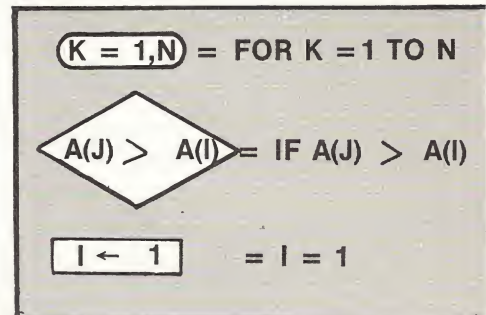 K = 1,N = FOR K =1 TO N
A(J) > A(I) = IF A(J) > A(I)
I ← 1 = I = 1